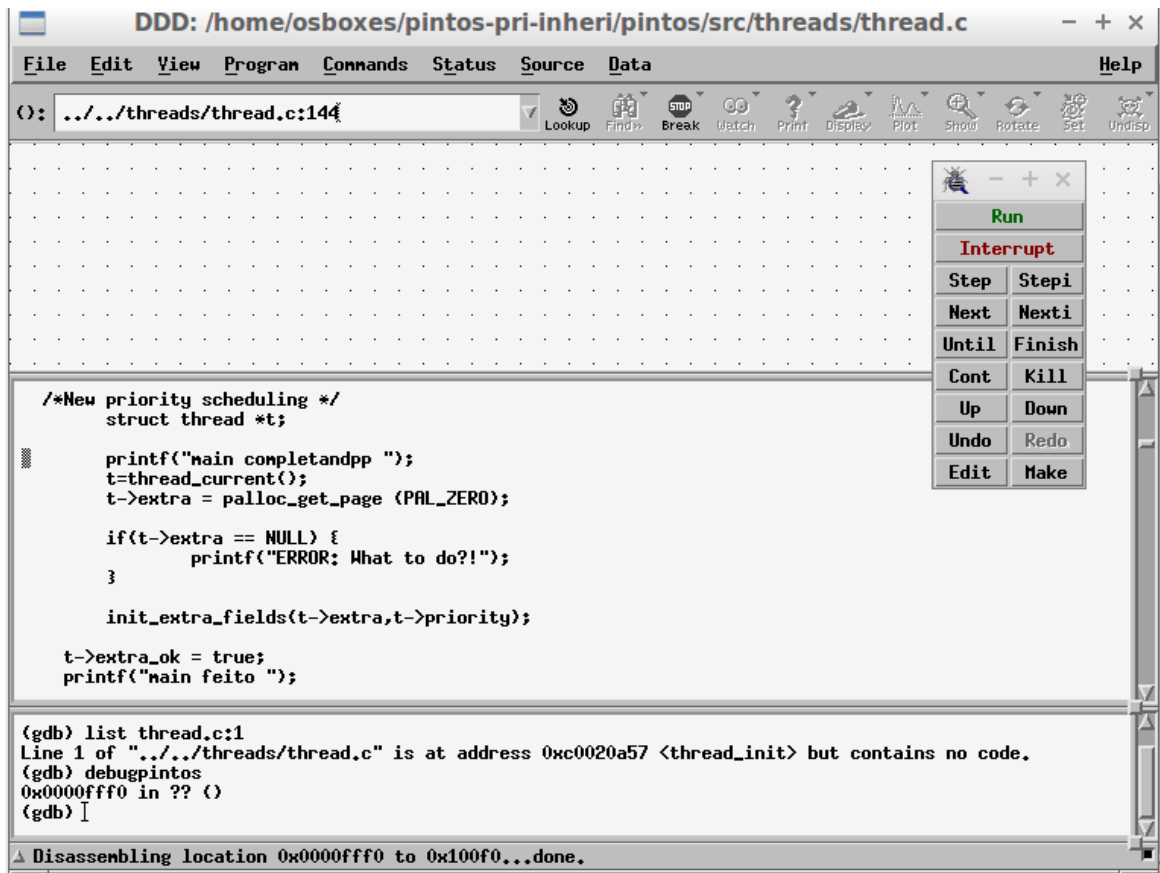 DDD: /home/osboxes/pintos-pri-inheri/pintos/src/threads/thread.c
File Edit View Program Commands Status Source Data Help
(): ../../threads/thread.c:144
Lookup Find» Break Watch Print Display Plot Show Rotate Set Undisp
STOP
Run
Interrupt
Step Stepi
Next Nexti
Until Finish
Cont Kill
Up Down
Undo Redo
Edit Make
/*New priority scheduling */
struct thread *t;
printf("main completandpp ");
t=thread_current();
t->extra = palloc_get_page (PAL_ZERO);
if(t->extra == NULL) {
printf("ERROR: What to do?!");
}
init_extra_fields(t->extra,t->priority);
t->extra_ok = true;
printf("main feito ");
(gdb) list thread.c:1
Line 1 of "../../threads/thread.c" is at address 0xc0020a57 <thread_init> but contains no code.
(gdb) debugpintos
0x0000fff0 in ?? ()
(gdb)
Disassembling location 0x0000fff0 to 0x100f0...done.